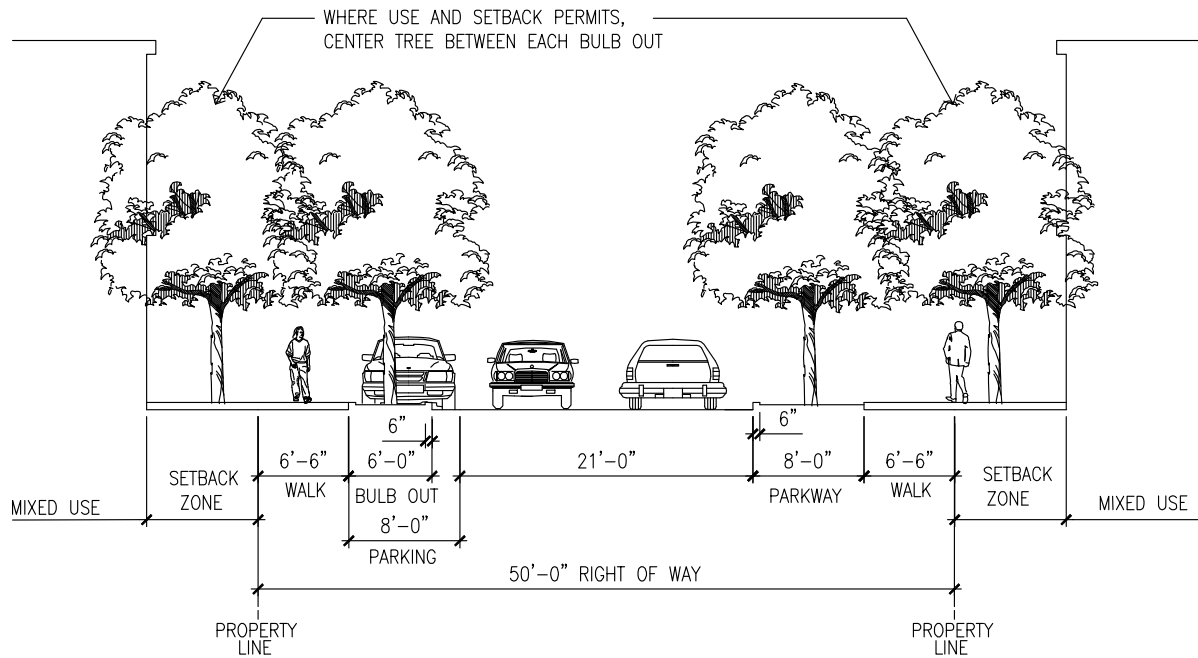 WHERE USE AND SETBACK PERMITS,
CENTER TREE BETWEEN EACH BULB OUT
6”
6”
6’-6”
6’-0”
21’-0”
8’-0”
6’-6”
SETBACK
ZONE
WALK
BULB OUT
PARKWAY
WALK
SETBACK
ZONE
MIXED USE
8’-0”
MIXED USE
PARKING
50’-0” RIGHT OF WAY
PROPERTY
LINE
PROPERTY
LINE